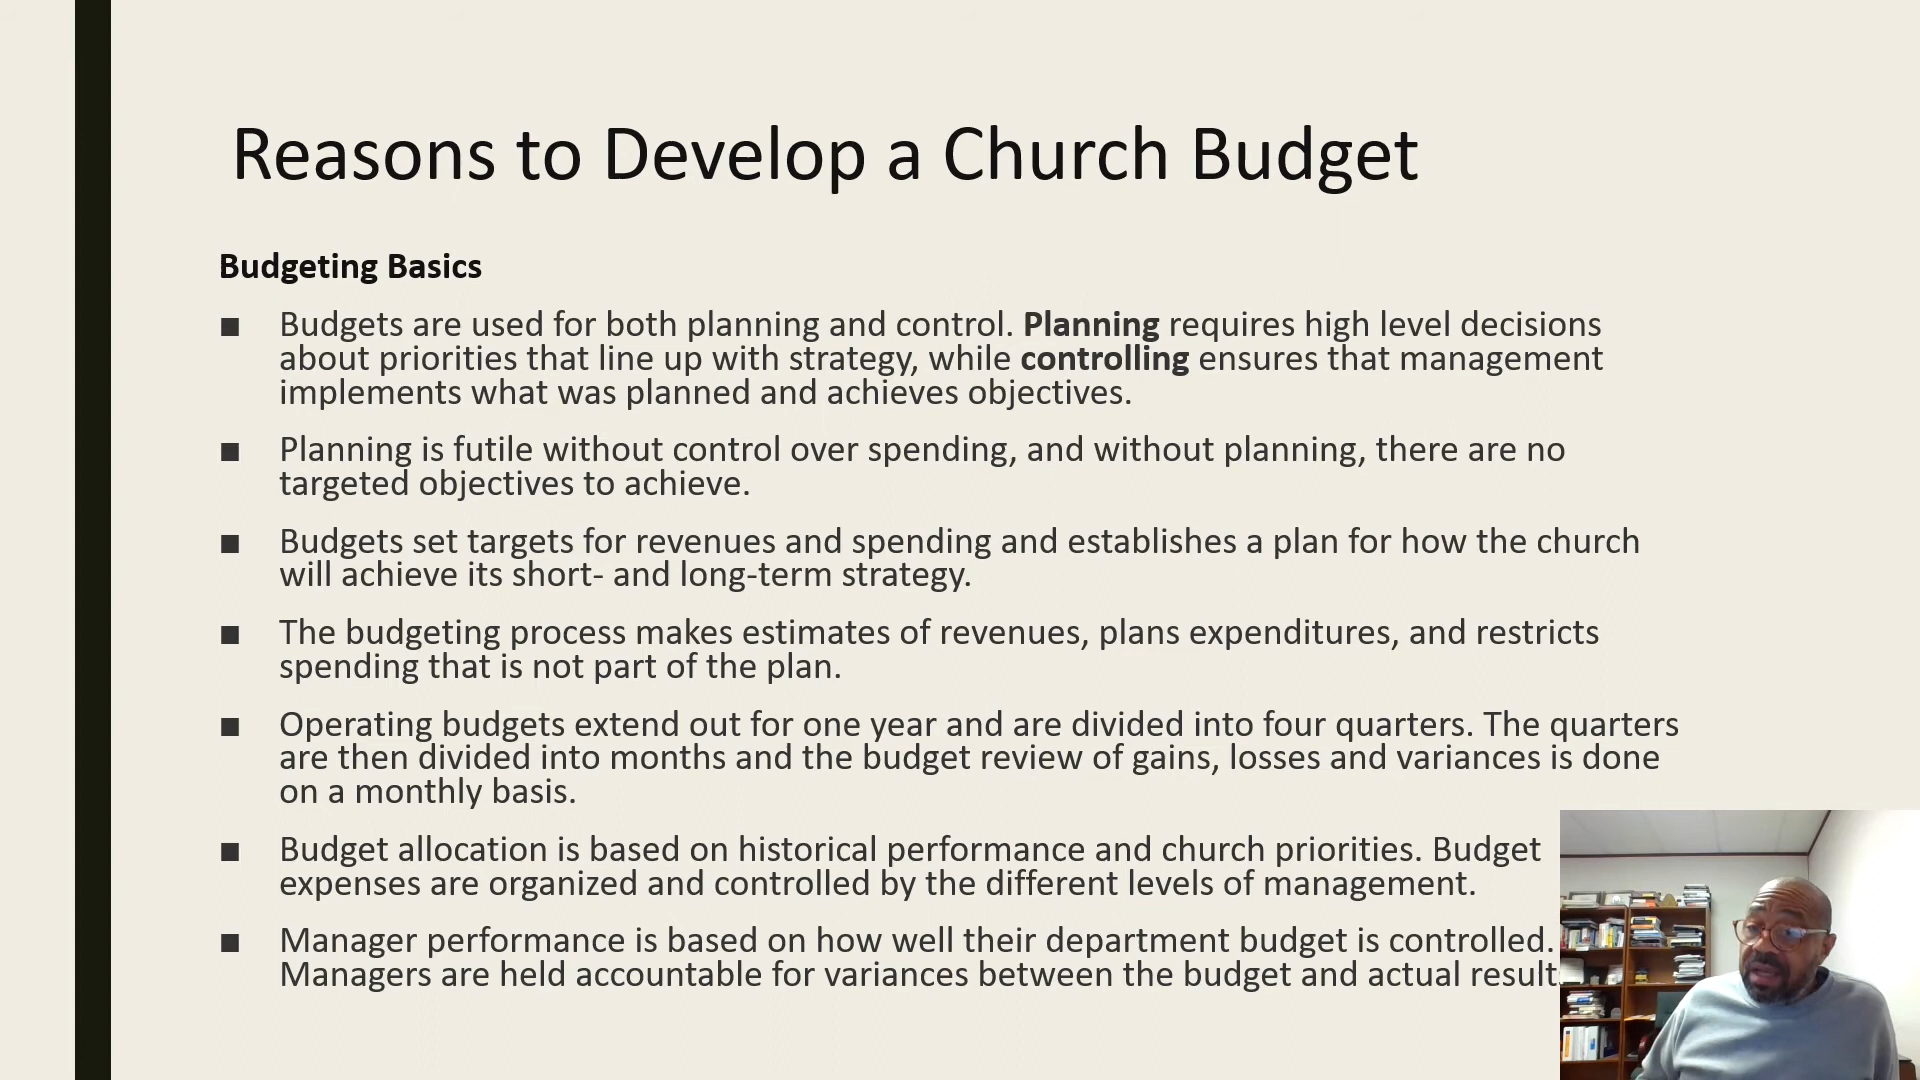 Reasons to Develop a Church Budget
Budgeting Basics
■ Budgets are used for both planning and control. Planning requires high level decisions
about priorities that line up with strategy, while controlling ensures that management
implements what was planned and achieves objectives.
■ Planning is futile without control over spending, and without planning, there are no
targeted objectives to achieve.
■ Budgets set targets for revenues and spending and establishes a plan for how the church
will achieve its short- and long-term strategy.
■ The budgeting process makes estimates of revenues, plans expenditures, and restricts
spending that is not part of the plan.
■ Operating budgets extend out for one year and are divided into four quarters. The quarters
are then divided into months and the budget review of gains, losses and variances is done
on a monthly basis.
■ Budget allocation is based on historical performance and church priorities. Budget
expenses are organized and controlled by the different levels of management.
■ Manager performance is based on how well their department budget is controlled.
Managers are held accountable for variances between the budget and actual result